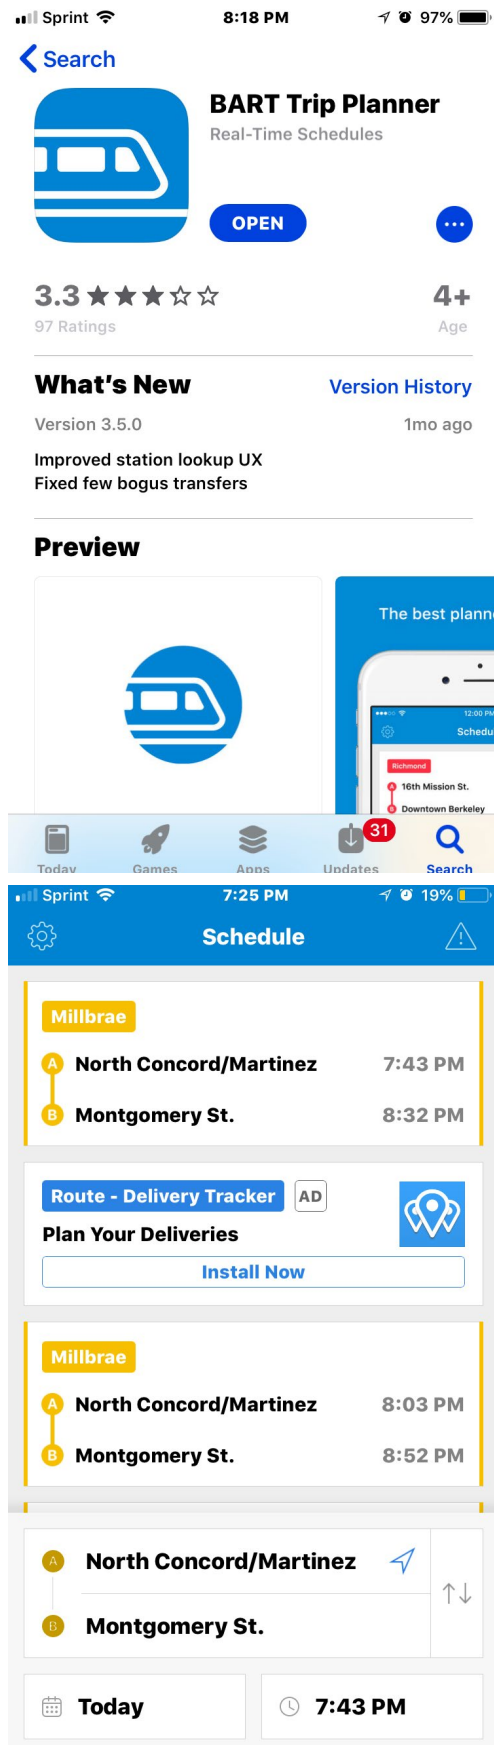 Sprint 8:18 PM 97%
Search
BART Trip Planner
Real-Time Schedules
OPEN
3.3 4+
97 Ratings Age
What's New Version History
Version 3.5.0 1mo ago
Improved station lookup UX
Fixed few bogus transfers
Preview
The best plann
12:00 PM
Schedu
Richmond
A 16th Mission St.
B Downtown Berkeley
31
Today Games Apps Updates Search
Sprint 7:25 PM 19%
Schedule
Millbrae
A North Concord/Martinez 7:43 PM
B Montgomery St. 8:32 PM
Route - Delivery Tracker AD
Plan Your Deliveries
Install Now
Millbrae
A North Concord/Martinez 8:03 PM
B Montgomery St. 8:52 PM
A North Concord/Martinez
B Montgomery St.
Today 7:43 PM